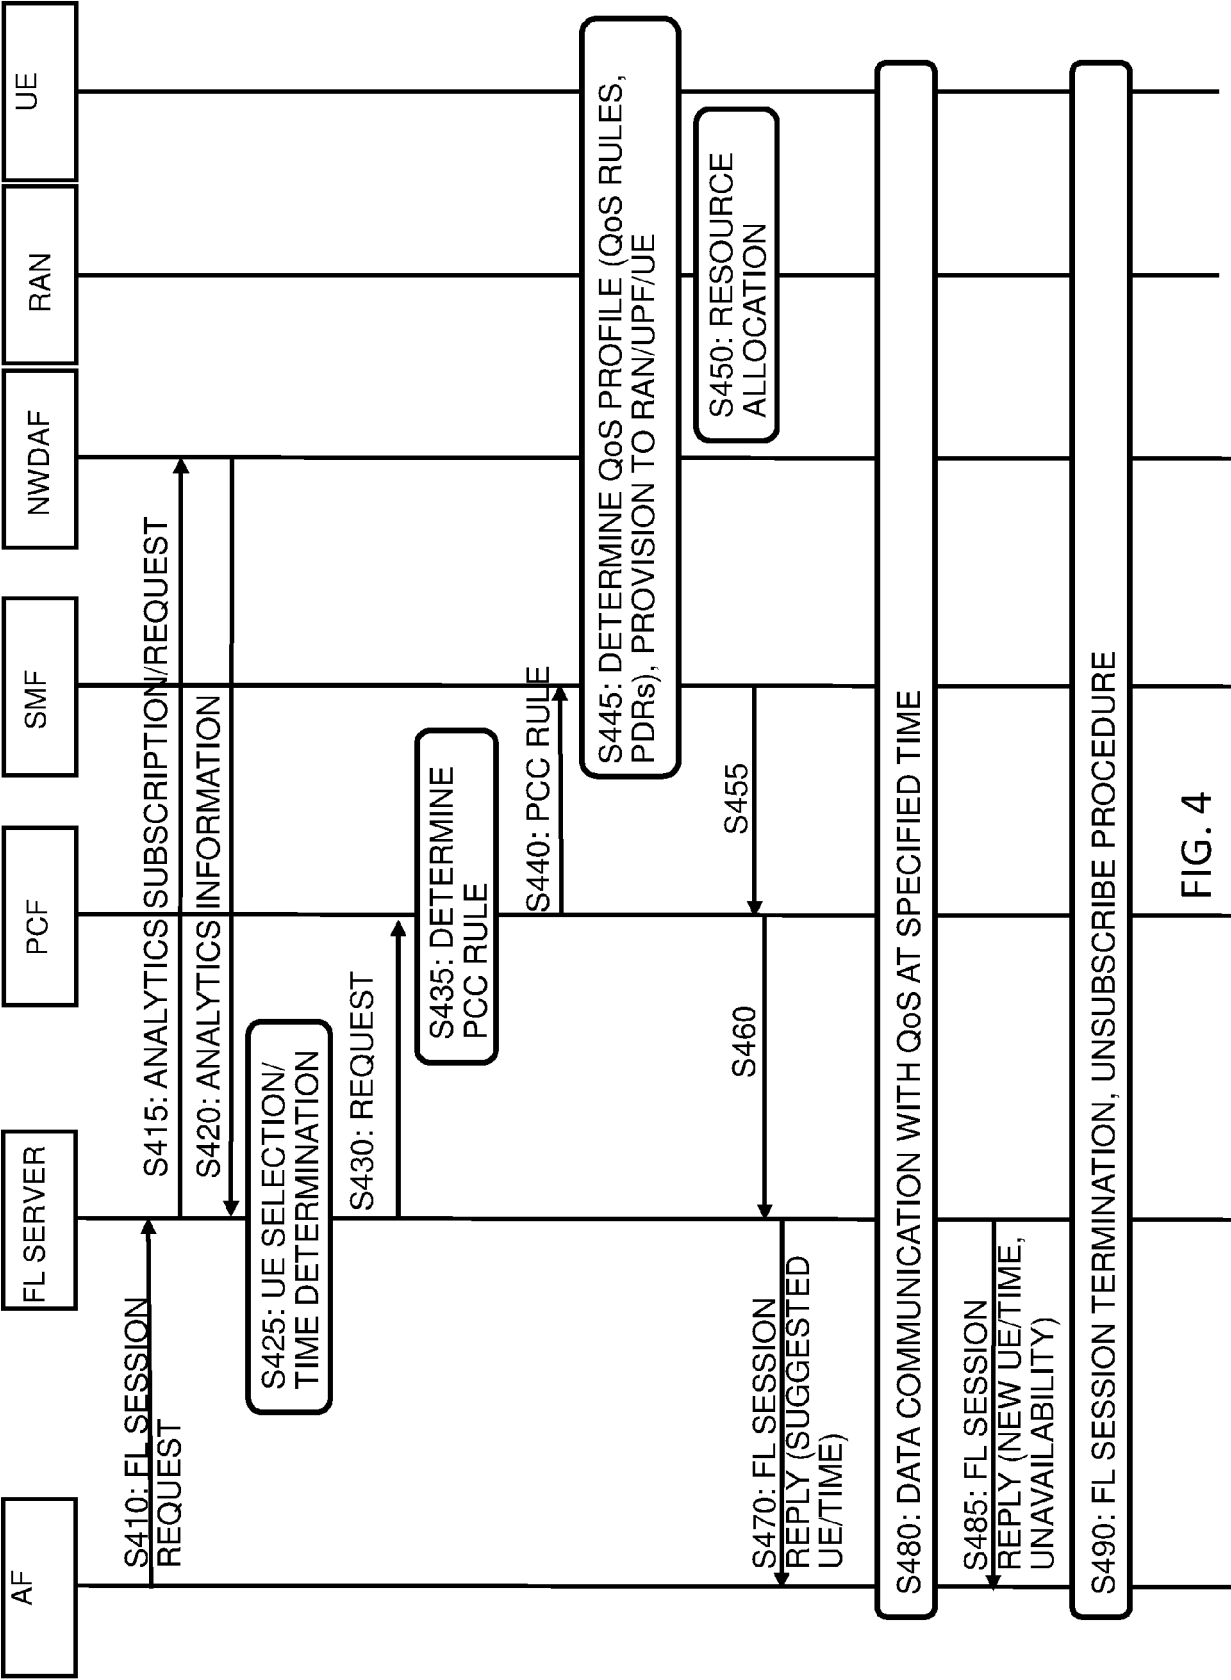 AF
FL SERVER
PCF
SMF
NWDAF
RAN
UE
S410: FL SESSION
REQUEST
S415: ANALYTICS SUBSCRIPTION/REQUEST
S420: ANALYTICS INFORMATION
S425: UE SELECTION/
TIME DETERMINATION
S430: REQUEST
S435: DETERMINE
PCC RULE
S440: PCC RULE
S445: DETERMINE QoS PROFILE (QoS RULES,
PDRs), PROVISION TO RAN/UPF/UE
S450: RESOURCE
ALLOCATION
S455
S460
S470: FL SESSION
REPLY (SUGGESTED
UE/TIME)
S480: DATA COMMUNICATION WITH QoS AT SPECIFIED TIME
S485: FL SESSION
REPLY (NEW UE/TIME,
UNAVAILABILITY)
S490: FL SESSION TERMINATION, UNSUBSCRIBE PROCEDURE
FIG. 4